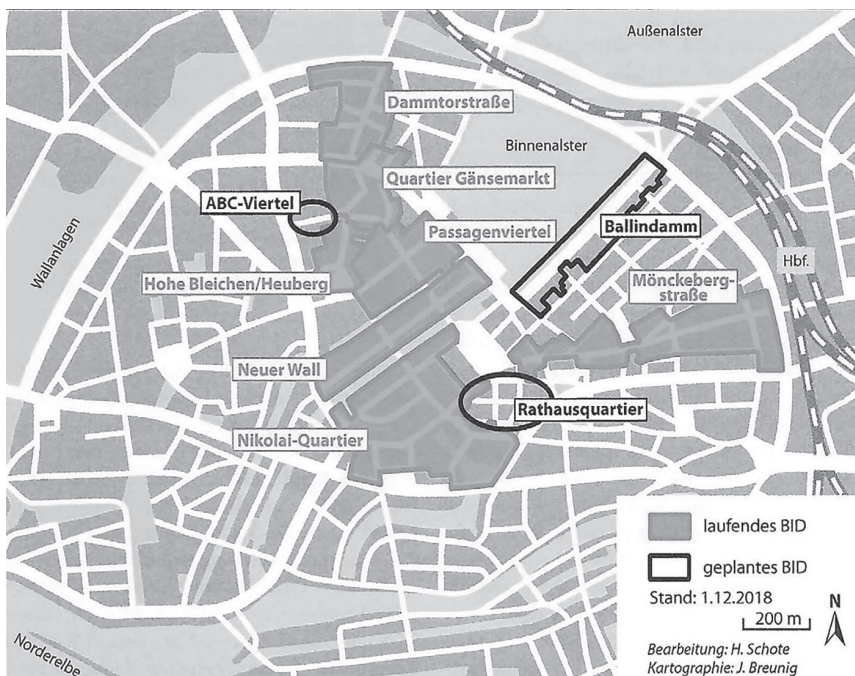 Außenalster
Dammtorstraße
Binnenalster
Quartier Gänsemarkt
ABC-Viertel
Passagenviertel
Ballindamm
Wallanlagen
Hbf.
Hohe Bleichen/Heuberg
Mönckeberg-
straße
Neuer Wall
Rathausquartier
Nikolai-Quartier
laufendes BID
geplantes BID
Stand: 1.12.2018
200 m
N
Bearbeitung: H. Schote
Kartographie: J. Breunig
Norderelbe